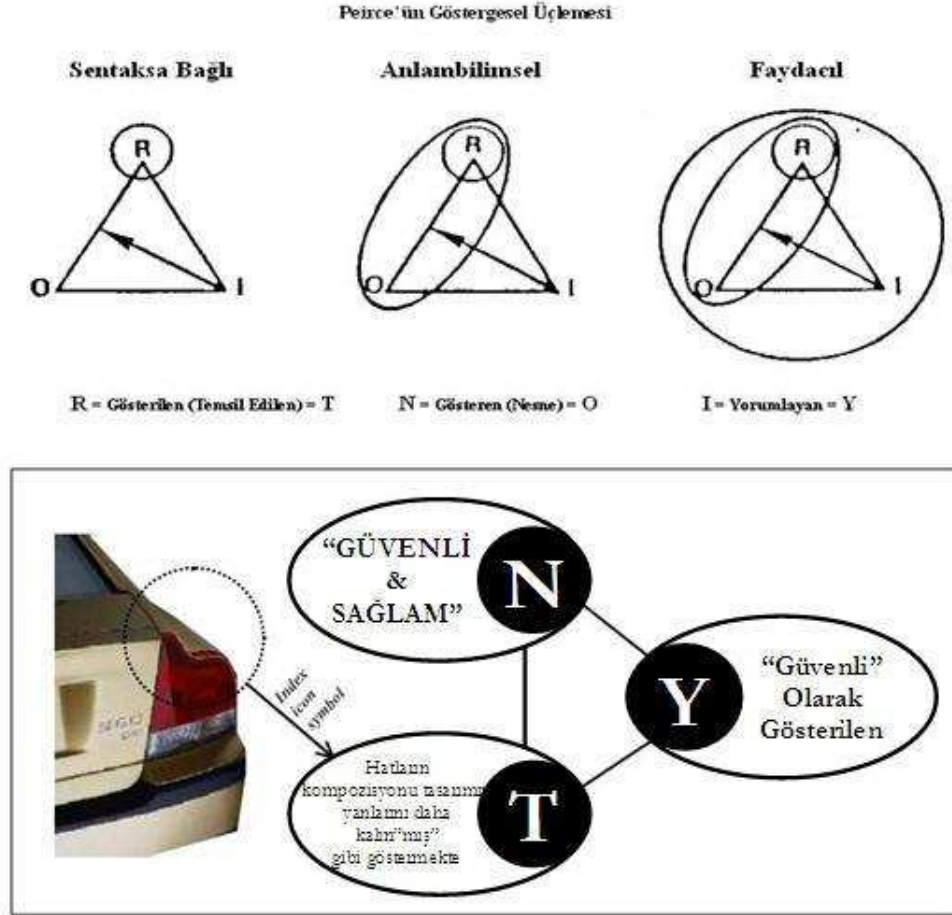 Peirce'ün Göstergesel Üçlemesi
Sentaksa Bağlı Anlambilimsel Faydacıl
R R R
O I O I O I
R = Gösterilen (Temsil Edilen) = T N = Gösteren (Nesne) = O I = Yorumlayan = Y
"GÜVENLİ
&
SAĞLAM"
N
Index
icon
symbol
Y
"Güvenli"
Olarak
Gösterilen
Hatların
kompozisyonu tasarımın
yanlarını daha
kalın"mış"
gibi göstermekte
T